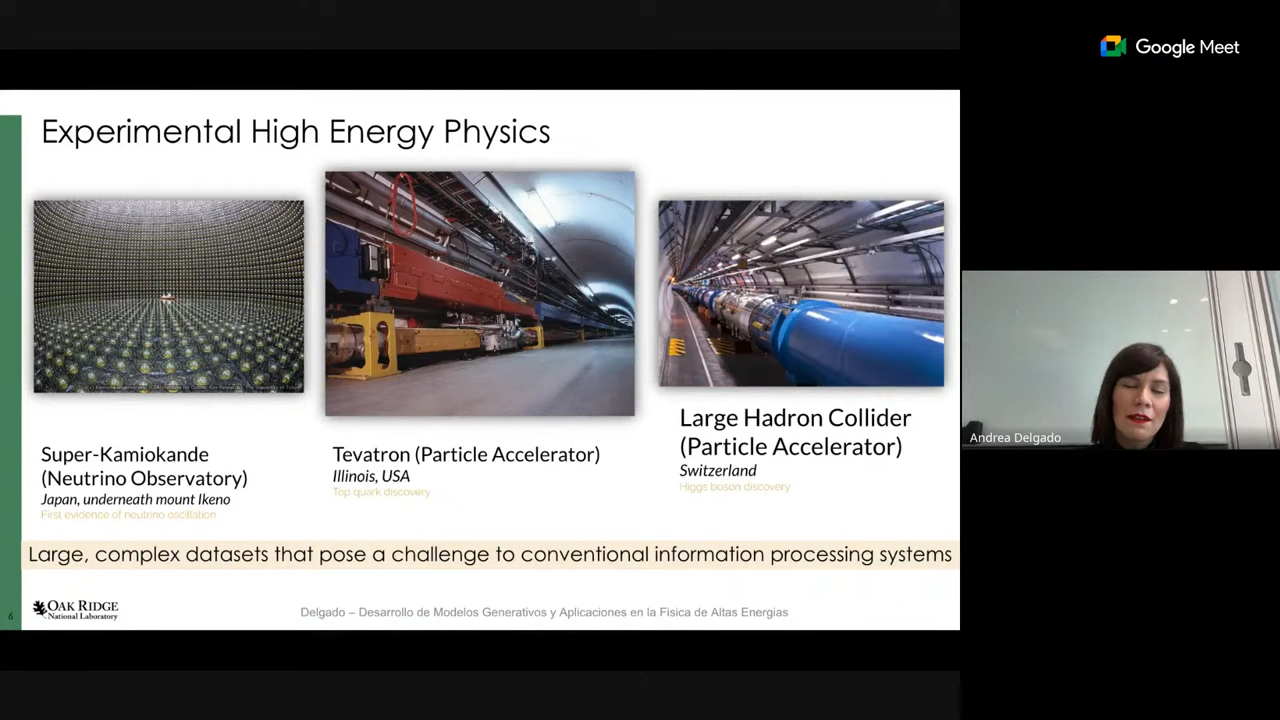 Google Meet
Experimental High Energy Physics
Super-Kamiokande
(Neutrino Observatory)
Japan, underneath mount Ikeno
First evidence of neutrino oscillation
Tevatron (Particle Accelerator)
Illinois, USA
Top quark discovery
Large Hadron Collider
(Particle Accelerator)
Switzerland
Higgs boson discovery
Large, complex datasets that pose a challenge to conventional information processing systems
6
OAK RIDGE
National Laboratory
Delgado – Desarrollo de Modelos Generativos y Aplicaciones en la Fisica de Altas Energias
Andrea Delgado